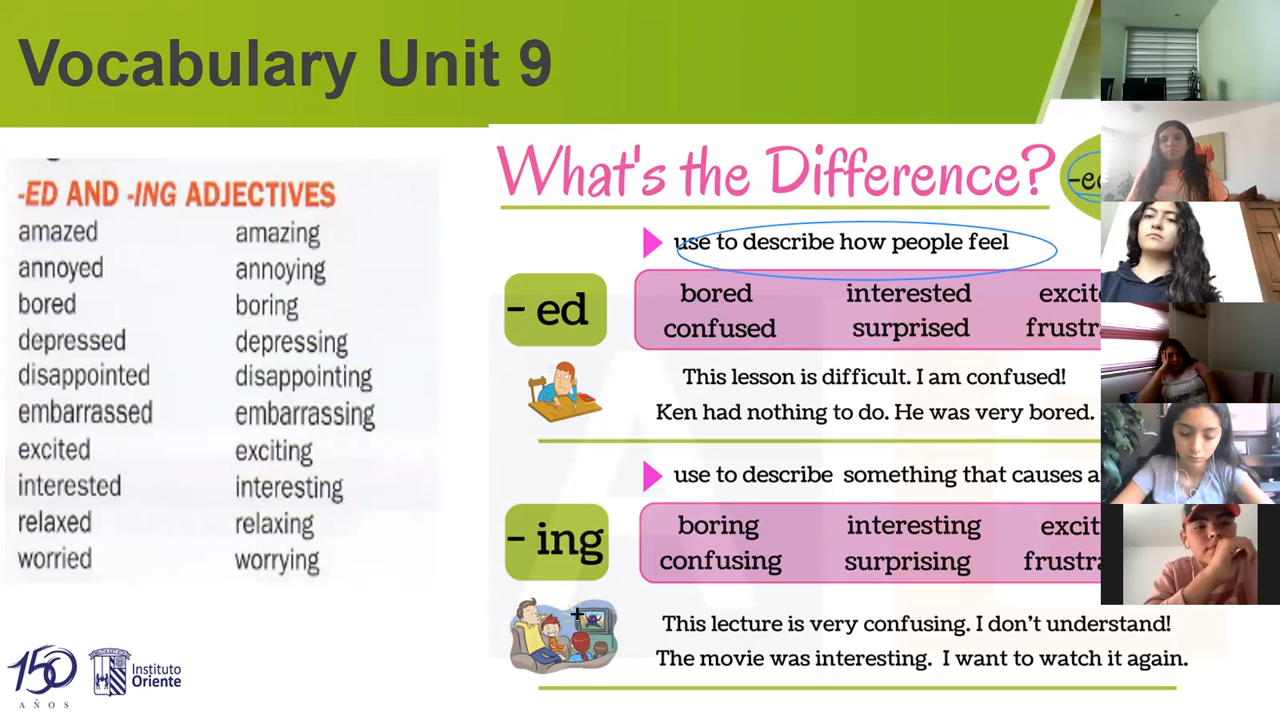 Vocabulary Unit 9
-ED AND -ING ADJECTIVES
amazed amazing
annoyed annoying
bored boring
depressed depressing
disappointed disappointing
embarrassed embarrassing
excited exciting
interested interesting
relaxed relaxing
worried worrying
What's the Difference?
use to describe how people feel
- ed
bored interested
confused surprised
This lesson is difficult. I am confused!
Ken had nothing to do. He was very bored.
use to describe something that causes
- ing
boring interesting
confusing surprising
This lecture is very confusing. I don't understand!
The movie was interesting. I want to watch it again.
150
AÑOS
Instituto
Oriente